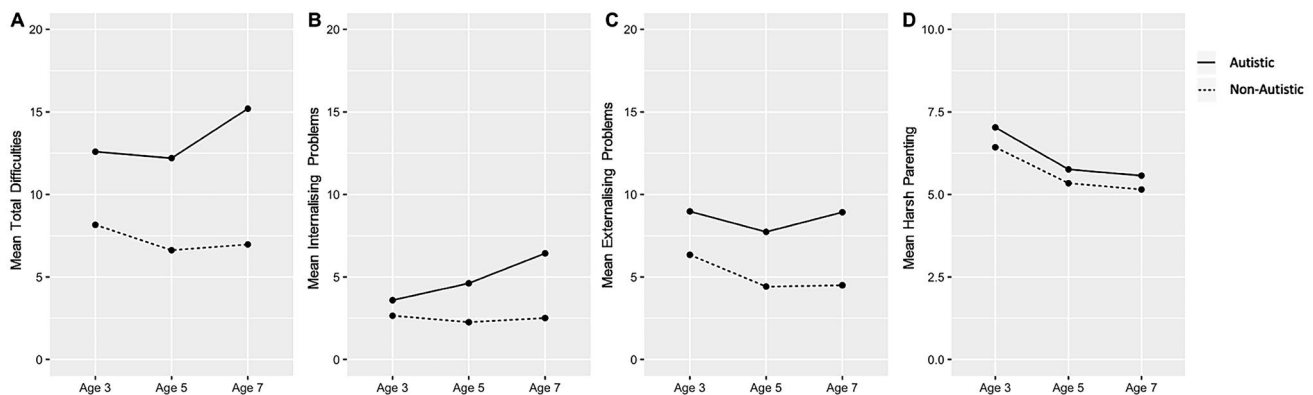 A
Mean Total Difficulties
20
15
10
5
0
Age 3 Age 5 Age 7
B
Mean Internalising Problems
20
15
10
5
0
Age 3 Age 5 Age 7
C
Mean Externalising Problems
20
15
10
5
0
Age 3 Age 5 Age 7
D
Mean Harsh Parenting
10.0
7.5
5.0
2.5
0.0
Age 3 Age 5 Age 7
Autistic
Non-Autistic